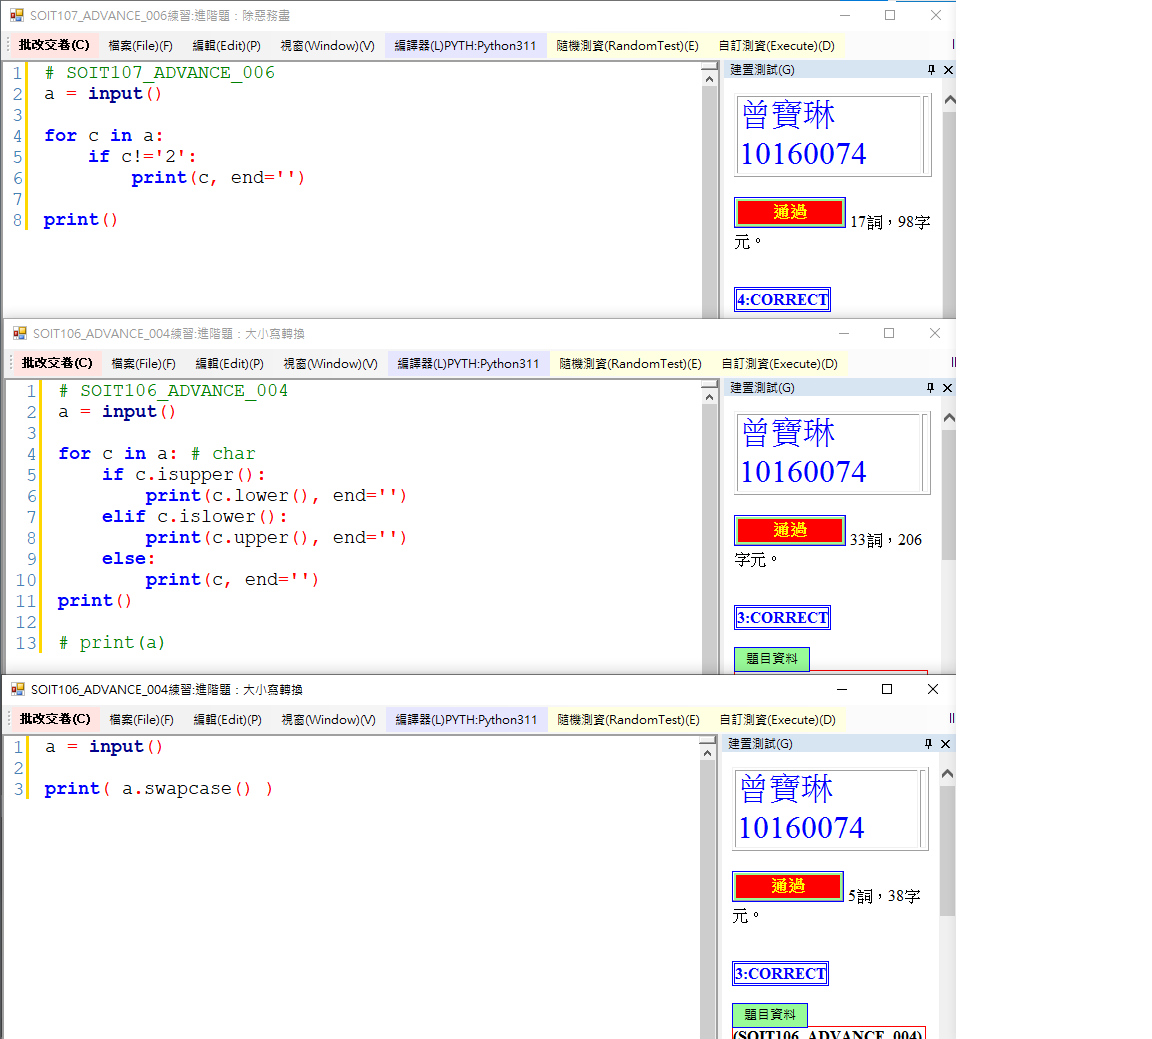 SOIT107_ADVANCE_006練習:進階題：除惡務盡
批改交卷(C) 檔案(File)(F) 編輯(Edit)(P) 視窗(Window)(V) 編譯器(L)PYTH:Python311 隨機測資(RandomTest)(E) 自訂測資(Execute)(D)
1 # SOIT107_ADVANCE_006
2 a = input()
3
4 for c in a:
5     if c!='2':
6         print(c, end='')
7
8 print()
建置測試(G)
曾寶琳
10160074
通過 17詞，98字
元。
4:CORRECT
SOIT106_ADVANCE_004練習:進階題：大小寫轉換
批改交卷(C) 檔案(File)(F) 編輯(Edit)(P) 視窗(Window)(V) 編譯器(L)PYTH:Python311 隨機測資(RandomTest)(E) 自訂測資(Execute)(D)
1 # SOIT106_ADVANCE_004
2 a = input()
3
4 for c in a: # char
5     if c.isupper():
6         print(c.lower(), end='')
7     elif c.islower():
8         print(c.upper(), end='')
9     else:
10         print(c, end='')
11 print()
12
13 # print(a)
建置測試(G)
曾寶琳
10160074
通過 33詞，206
字元。
3:CORRECT
題目資料
SOIT106_ADVANCE_004練習:進階題：大小寫轉換
批改交卷(C) 檔案(File)(F) 編輯(Edit)(P) 視窗(Window)(V) 編譯器(L)PYTH:Python311 隨機測資(RandomTest)(E) 自訂測資(Execute)(D)
1 a = input()
2
3 print( a.swapcase() )
建置測試(G)
曾寶琳
10160074
通過 5詞，38字
元。
3:CORRECT
題目資料
(SOIT106_ADVANCE_004)